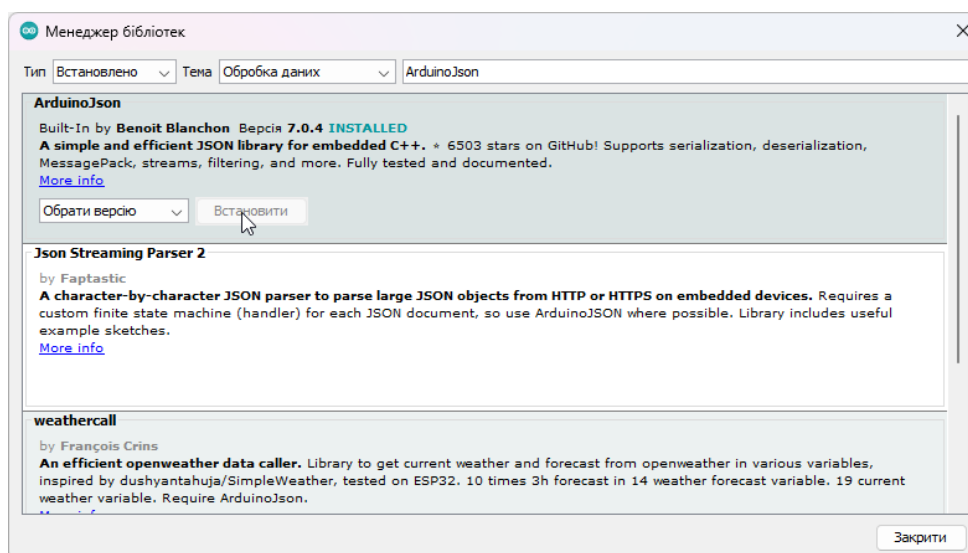 Менеджер бібліотек
Тип Встановлено Тема Обробка даних ArduinoJson
ArduinoJson
Built-In by Benoit Blanchon Версія 7.0.4 INSTALLED
A simple and efficient JSON library for embedded C++. ⭐ 6503 stars on GitHub! Supports serialization, deserialization,
MessagePack, streams, filtering, and more. Fully tested and documented.
More info
Обрати версію Встановити
Json Streaming Parser 2
by Faptastic
A character-by-character JSON parser to parse large JSON objects from HTTP or HTTPS on embedded devices. Requires a
custom finite state machine (handler) for each JSON document, so use ArduinoJSON where possible. Library includes useful
example sketches.
More info
weathercall
by François Crins
An efficient openweather data caller. Library to get current weather and forecast from openweather in various variables,
inspired by dushyantahuja/SimpleWeather, tested on ESP32. 10 times 3h forecast in 14 weather forecast variable. 19 current
weather variable. Require ArduinoJson.
Закрити